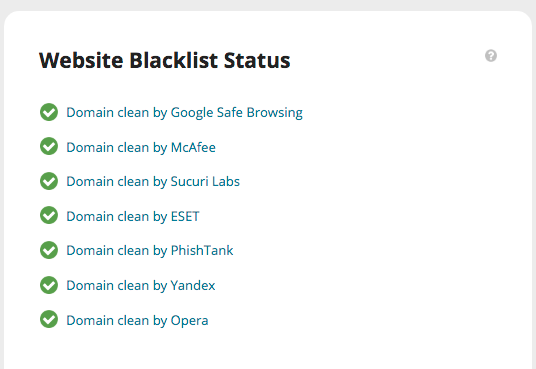 Website Blacklist Status
?
Domain clean by Google Safe Browsing
Domain clean by McAfee
Domain clean by Sucuri Labs
Domain clean by ESET
Domain clean by PhishTank
Domain clean by Yandex
Domain clean by Opera